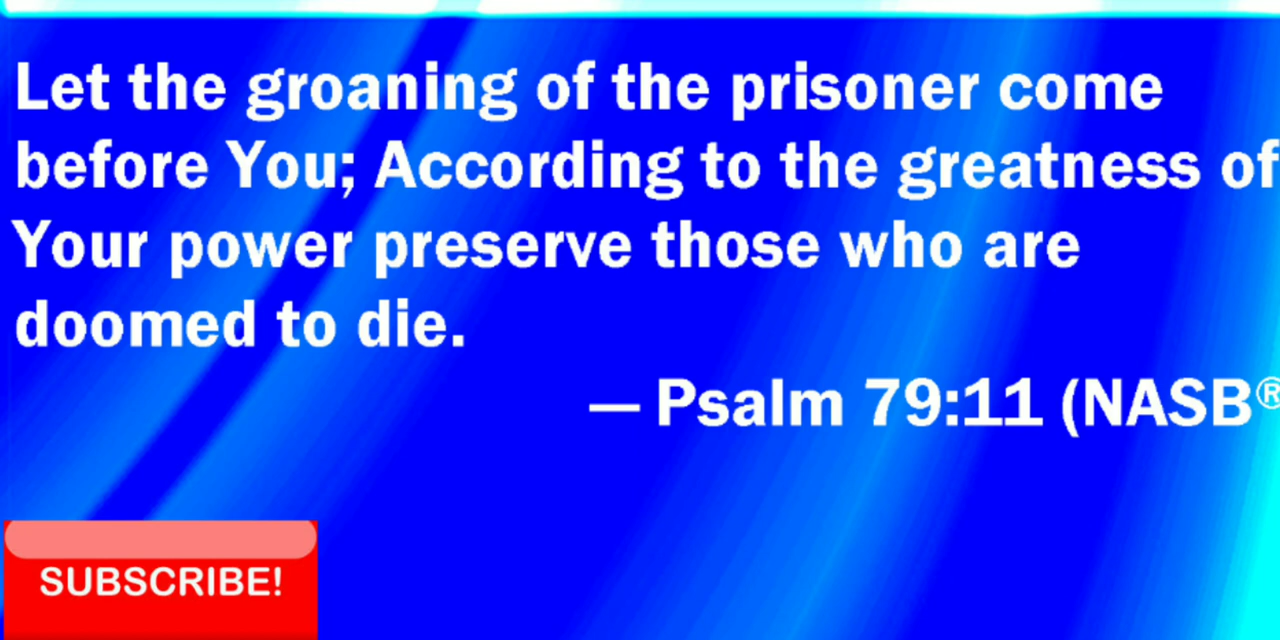 Let the groaning of the prisoner come
before You; According to the greatness of
Your power preserve those who are
doomed to die.
— Psalm 79:11 (NASB®
SUBSCRIBE!